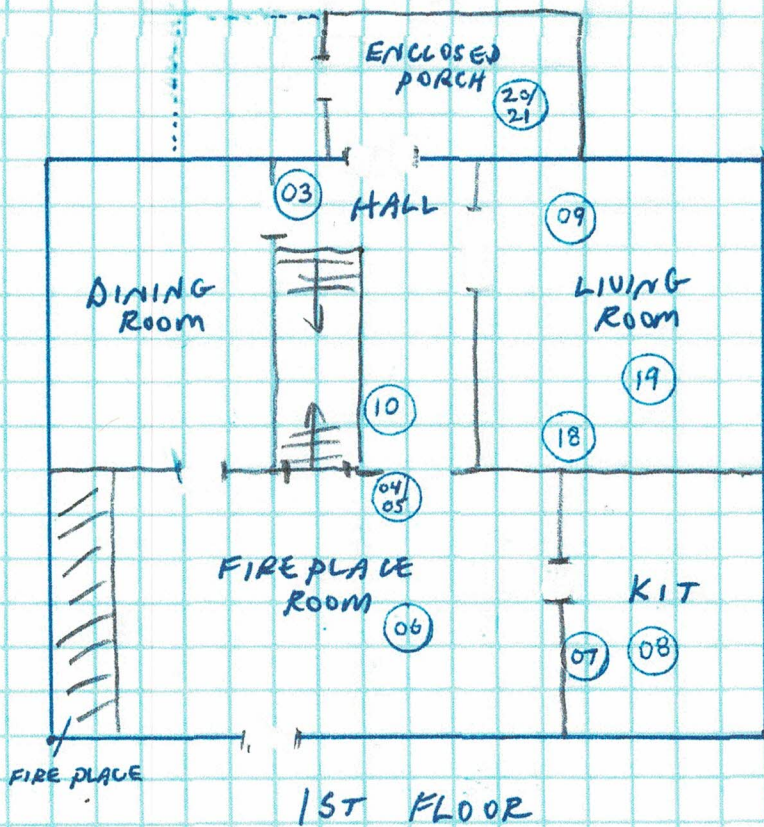 ENCLOSED
PORCH
20/
21
03
HALL
09
DINING
ROOM
LIVING
ROOM
19
10
18
04/
05
FIREPLACE
ROOM
06
KIT
07
08
FIRE PLACE
1ST FLOOR